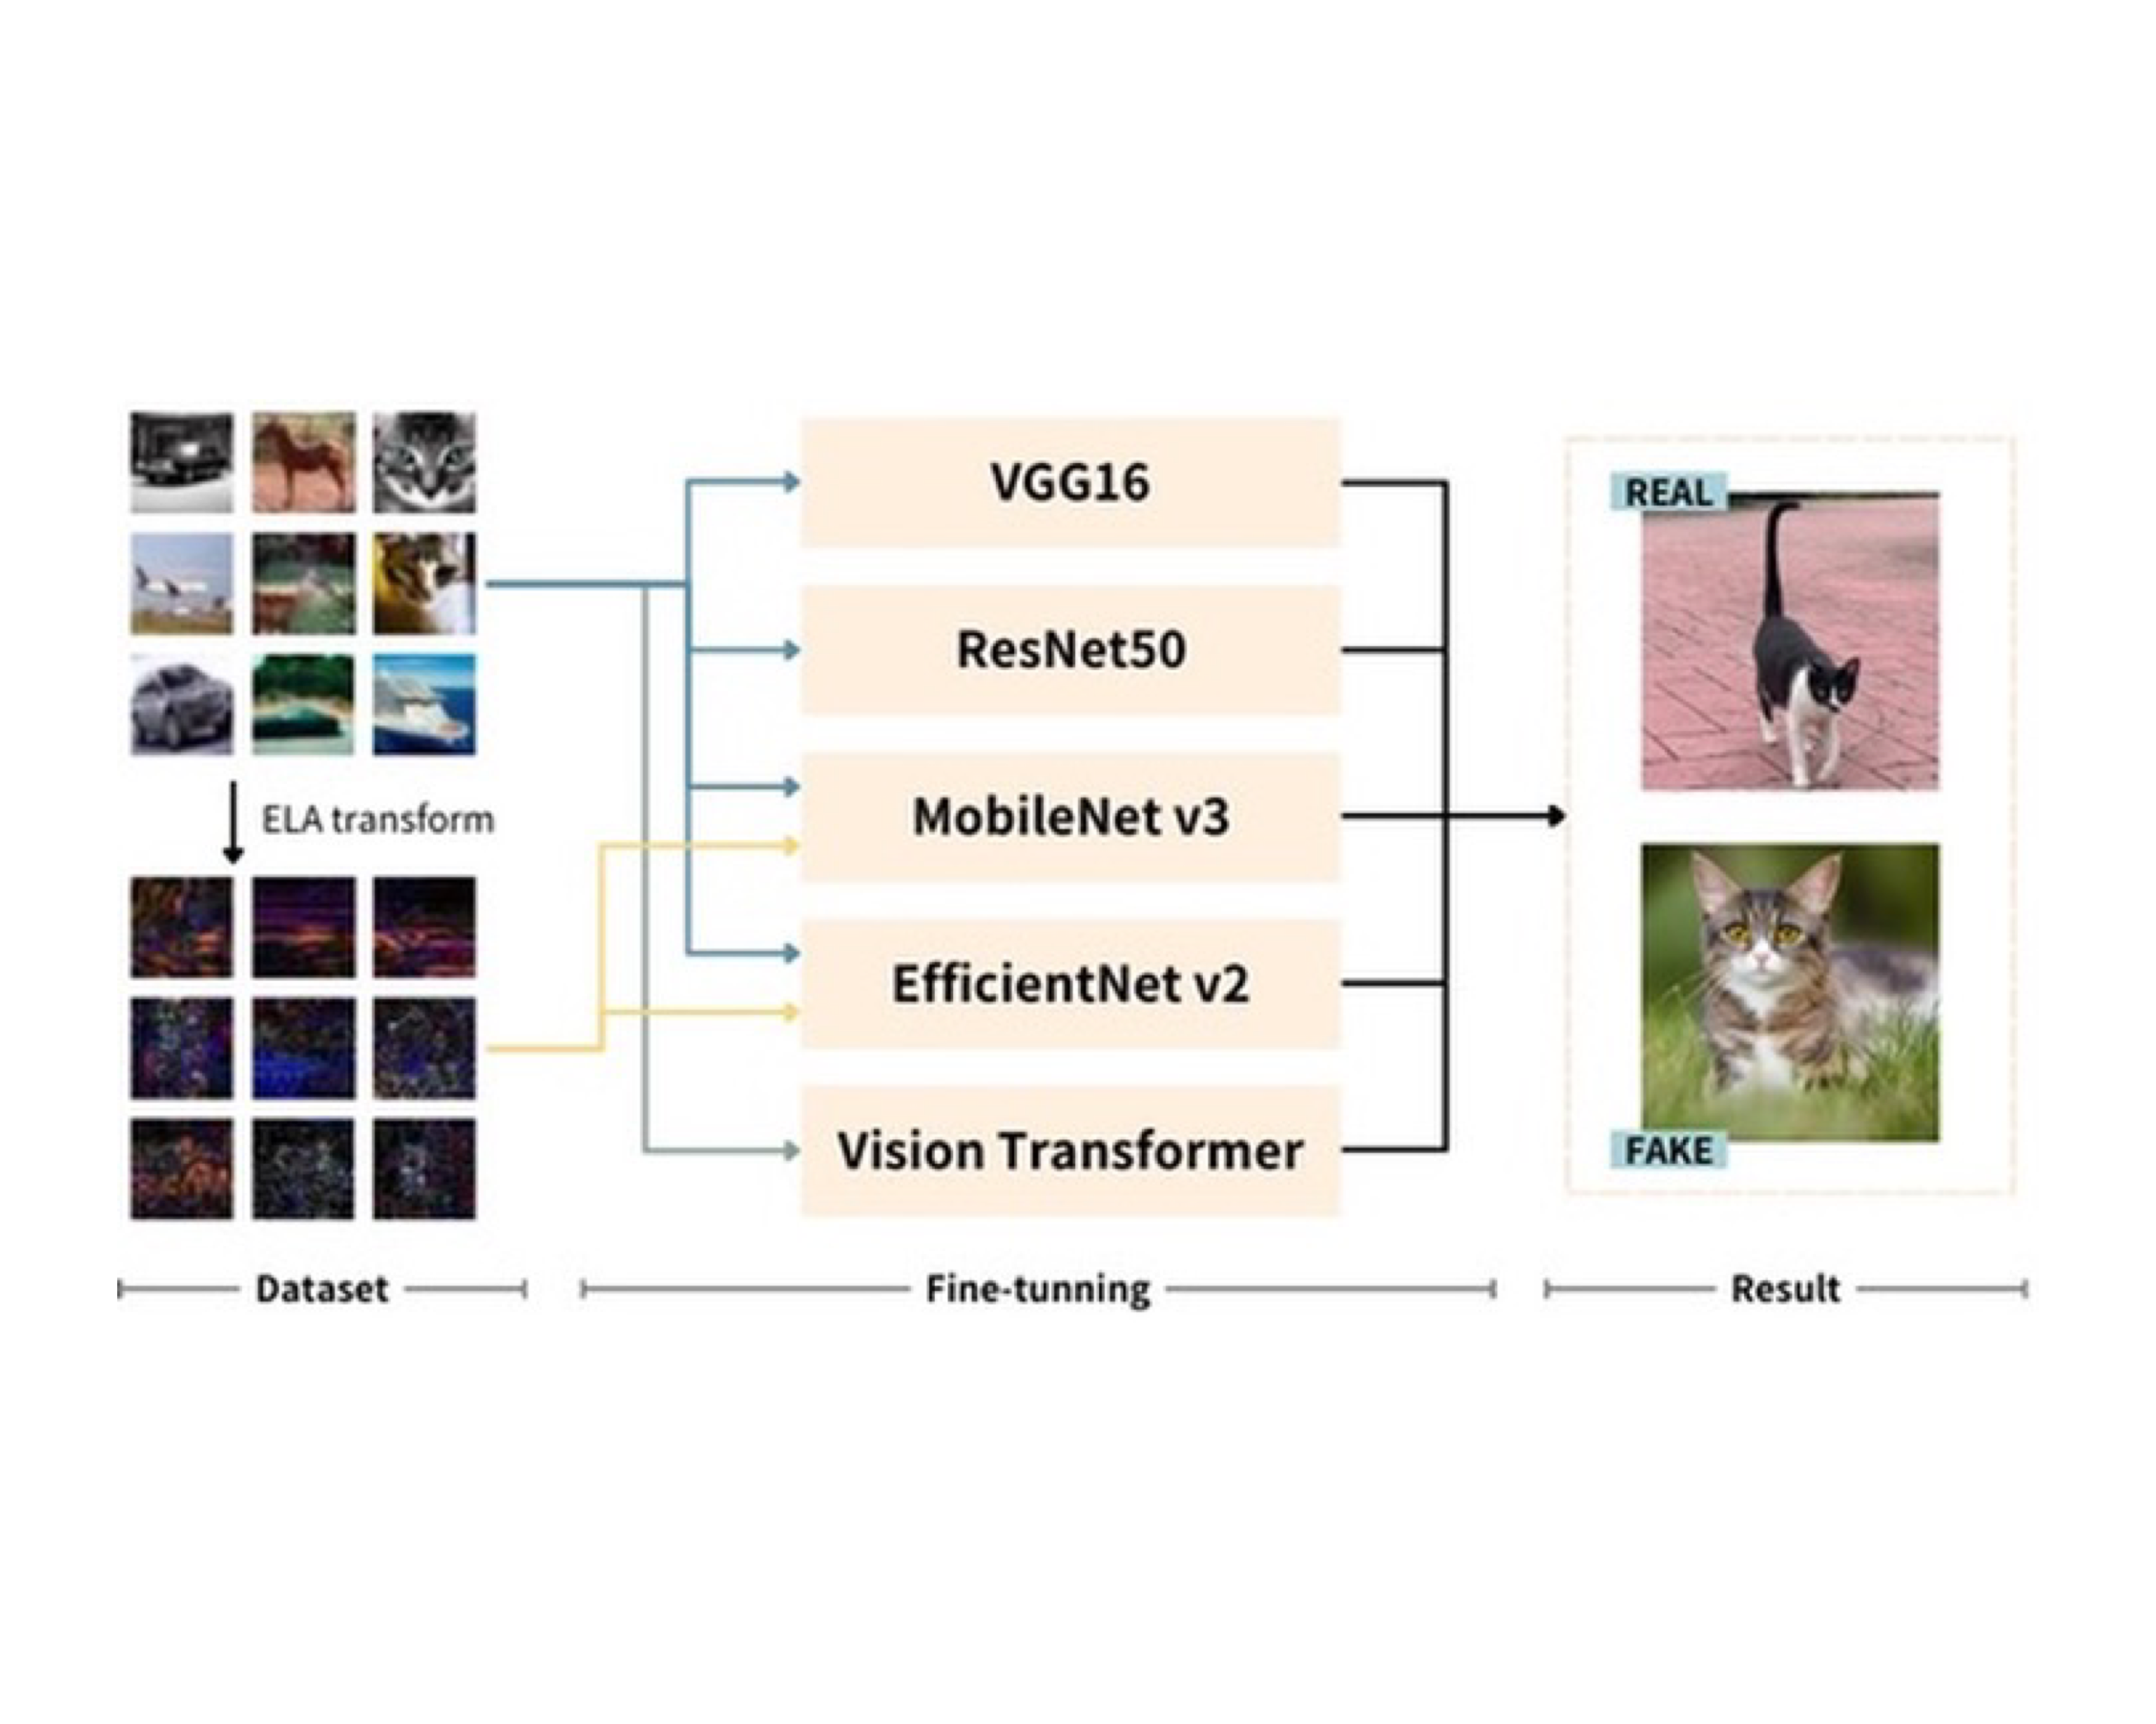 VGG16
ResNet50
MobileNet v3
EfficientNet v2
Vision Transformer
ELA transform
REAL
FAKE
Dataset
Fine-tunning
Result